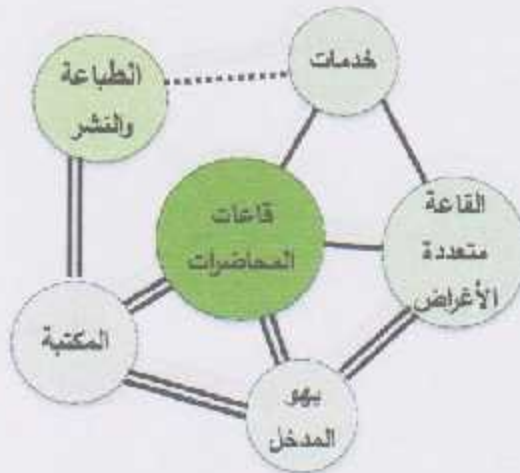 خدمات
الطباعة
والنشر
القاعة
متعددة
الأغراض
قاعات
المحاضرات
المكتبة
بهو
المدخل